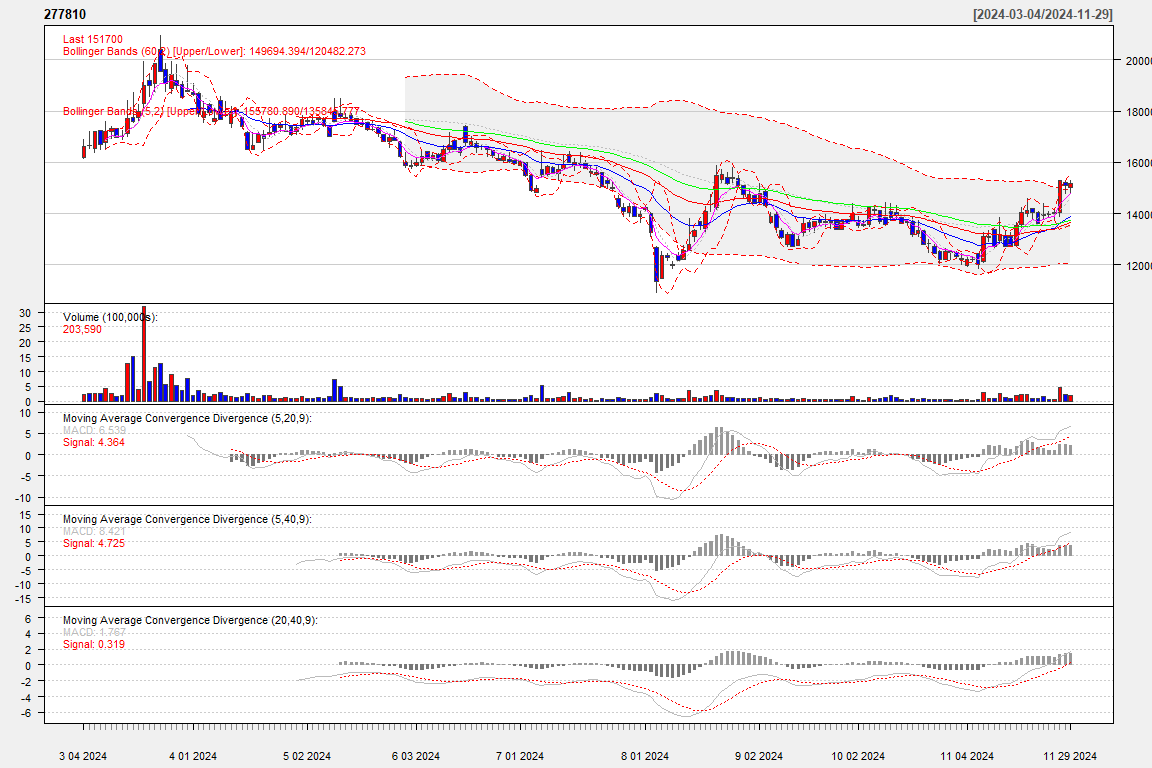 277810 [2024-03-04/2024-11-29]
Last 151700
Bollinger Bands (60,2) [Upper/Lower]: 149694.394/120482.273
Bollinger Bands (5,2)
20000
18000
16000
14000
12000
Volume (100,000s):
203,590
30
25
20
15
10
5
0
Moving Average Convergence Divergence (5,20,9):
MACD: 6.539
Signal: 4.364
10
5
0
-5
-10
Moving Average Convergence Divergence (5,40,9):
MACD: 8.421
Signal: 4.725
15
10
5
0
-5
-10
-15
Moving Average Convergence Divergence (20,40,9):
MACD: 1.767
Signal: 0.319
6
4
2
0
-2
-4
-6
3 04 2024 4 01 2024 5 02 2024 6 03 2024 7 01 2024 8 01 2024 9 02 2024 10 02 2024 11 04 2024 11 29 2024